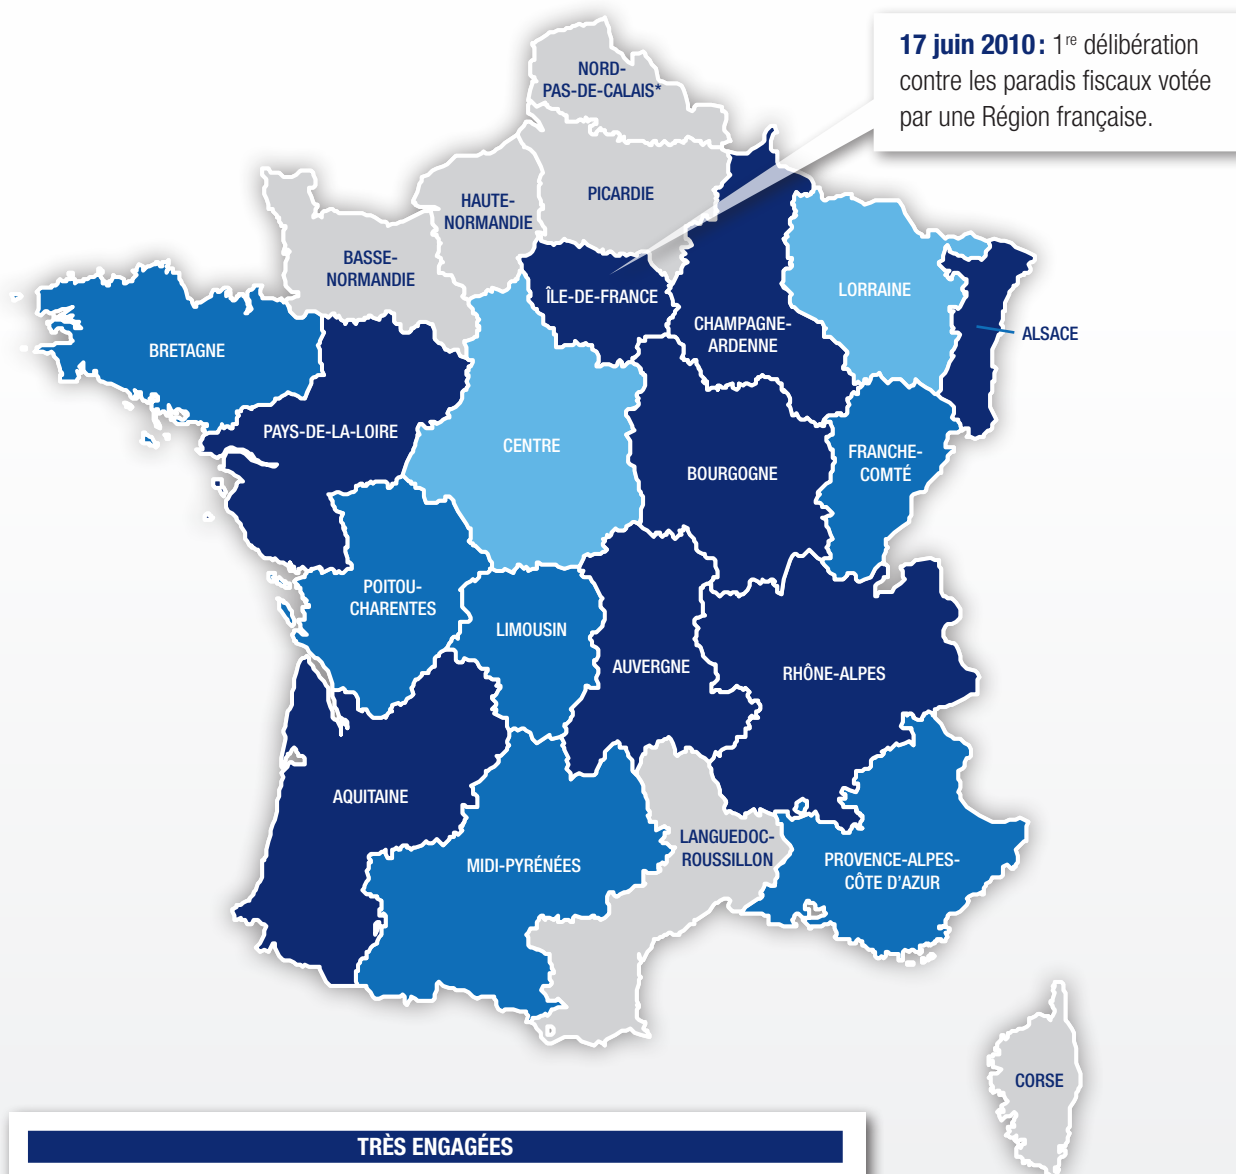 17 juin 2010 : 1re délibération
contre les paradis fiscaux votée
par une Région française.
NORD-
PAS-DE-CALAIS*
PICARDIE
HAUTE-
NORMANDIE
BASSE-
NORMANDIE
ÎLE-DE-FRANCE
CHAMPAGNE-
ARDENNE
LORRAINE
ALSACE
BRETAGNE
PAYS-DE-LA-LOIRE
CENTRE
BOURGOGNE
FRANCHE-
COMTÉ
POITOU-
CHARENTES
LIMOUSIN
AUVERGNE
RHÔNE-ALPES
AQUITAINE
MIDI-PYRÉNÉES
LANGUEDOC-
ROUSSILLON
PROVENCE-ALPES-
CÔTE D'AZUR
CORSE
TRÈS ENGAGÉES